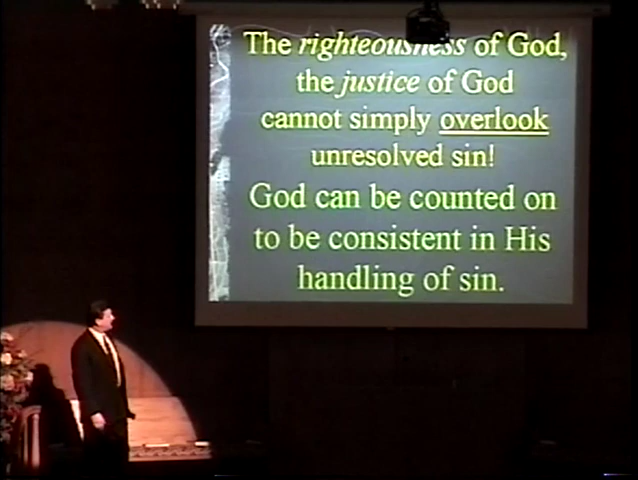 The righteousness of God,
the justice of God
cannot simply overlook
unresolved sin!
God can be counted on
to be consistent in His
handling of sin.